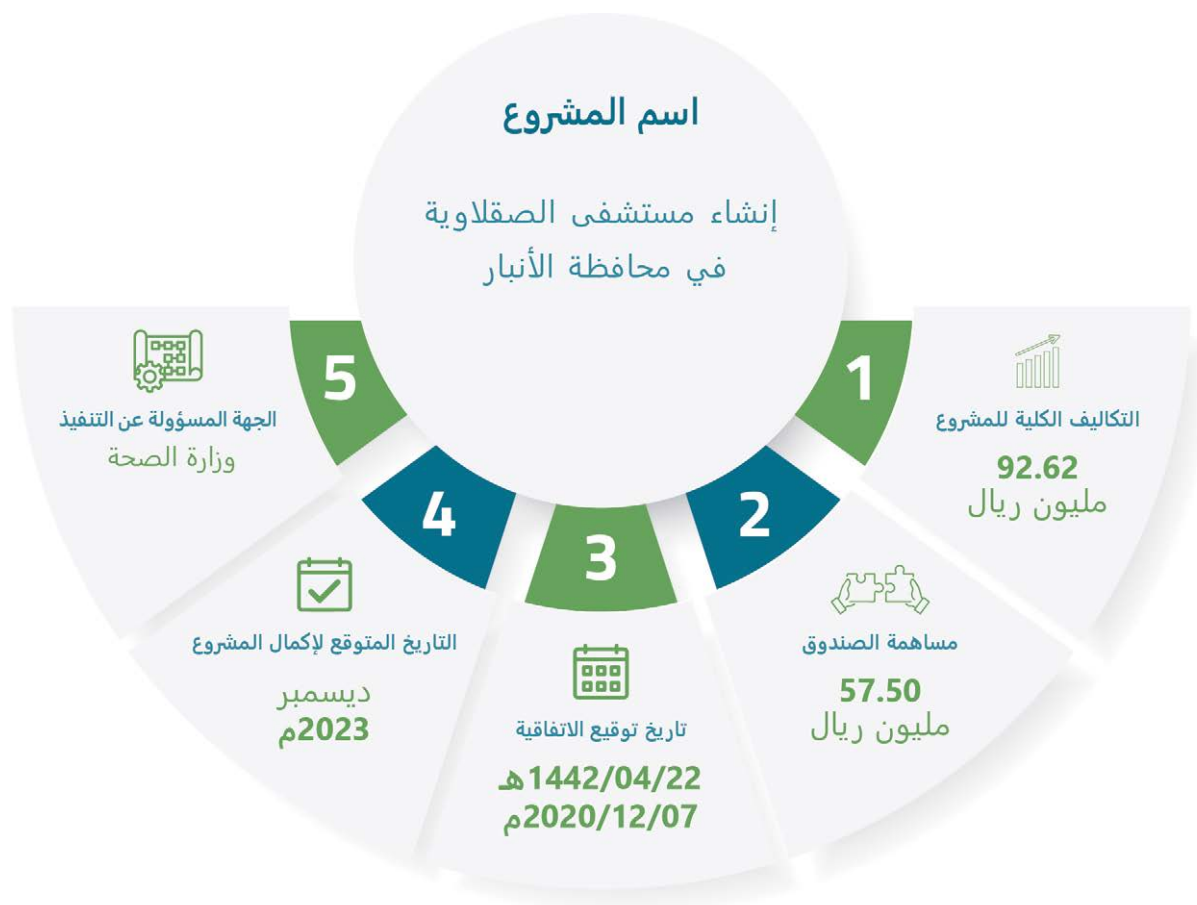 اسم المشروع
إنشاء مستشفى الصقلاوية
في محافظة الأنبار
1
التكاليف الكلية للمشروع
92.62
مليون ريال
2
مساهمة الصندوق
57.50
مليون ريال
3
تاريخ توقيع الاتفاقية
1442/04/22هـ
2020/12/07م
4
التاريخ المتوقع لإكمال المشروع
ديسمبر
2023م
5
الجهة المسؤولة عن التنفيذ
وزارة الصحة